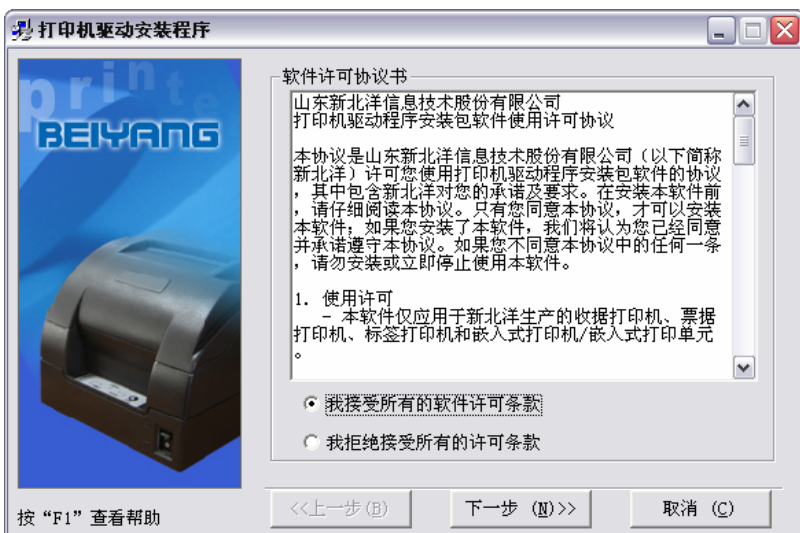 打印机驱动安装程序
printe
BEIYANG
软件许可协议书
山东新北洋信息技术股份有限公司
打印机驱动程序安装包软件使用许可协议
本协议是山东新北洋信息技术股份有限公司（以下简称
新北洋）许可您使用打印机驱动程序安装包软件的协议
，其中包含新北洋对您的承诺及要求。在安装本软件前
，请仔细阅读本协议。只有您同意本协议，才可以安装
本软件；如果您安装了本软件，我们将认为您已经同意
并承诺遵守本协议。如果您不同意本协议中的任何一条
，请勿安装或立即停止使用本软件。
1. 使用许可
- 本软件仅应用于新北洋生产的收据打印机、票据
打印机、标签打印机和嵌入式打印机/嵌入式打印单元
。
我接受所有的软件许可条款
我拒绝接受所有的许可条款
按“F1”查看帮助
<<上一步(B)
下一步 (N)>>
取消 (C)